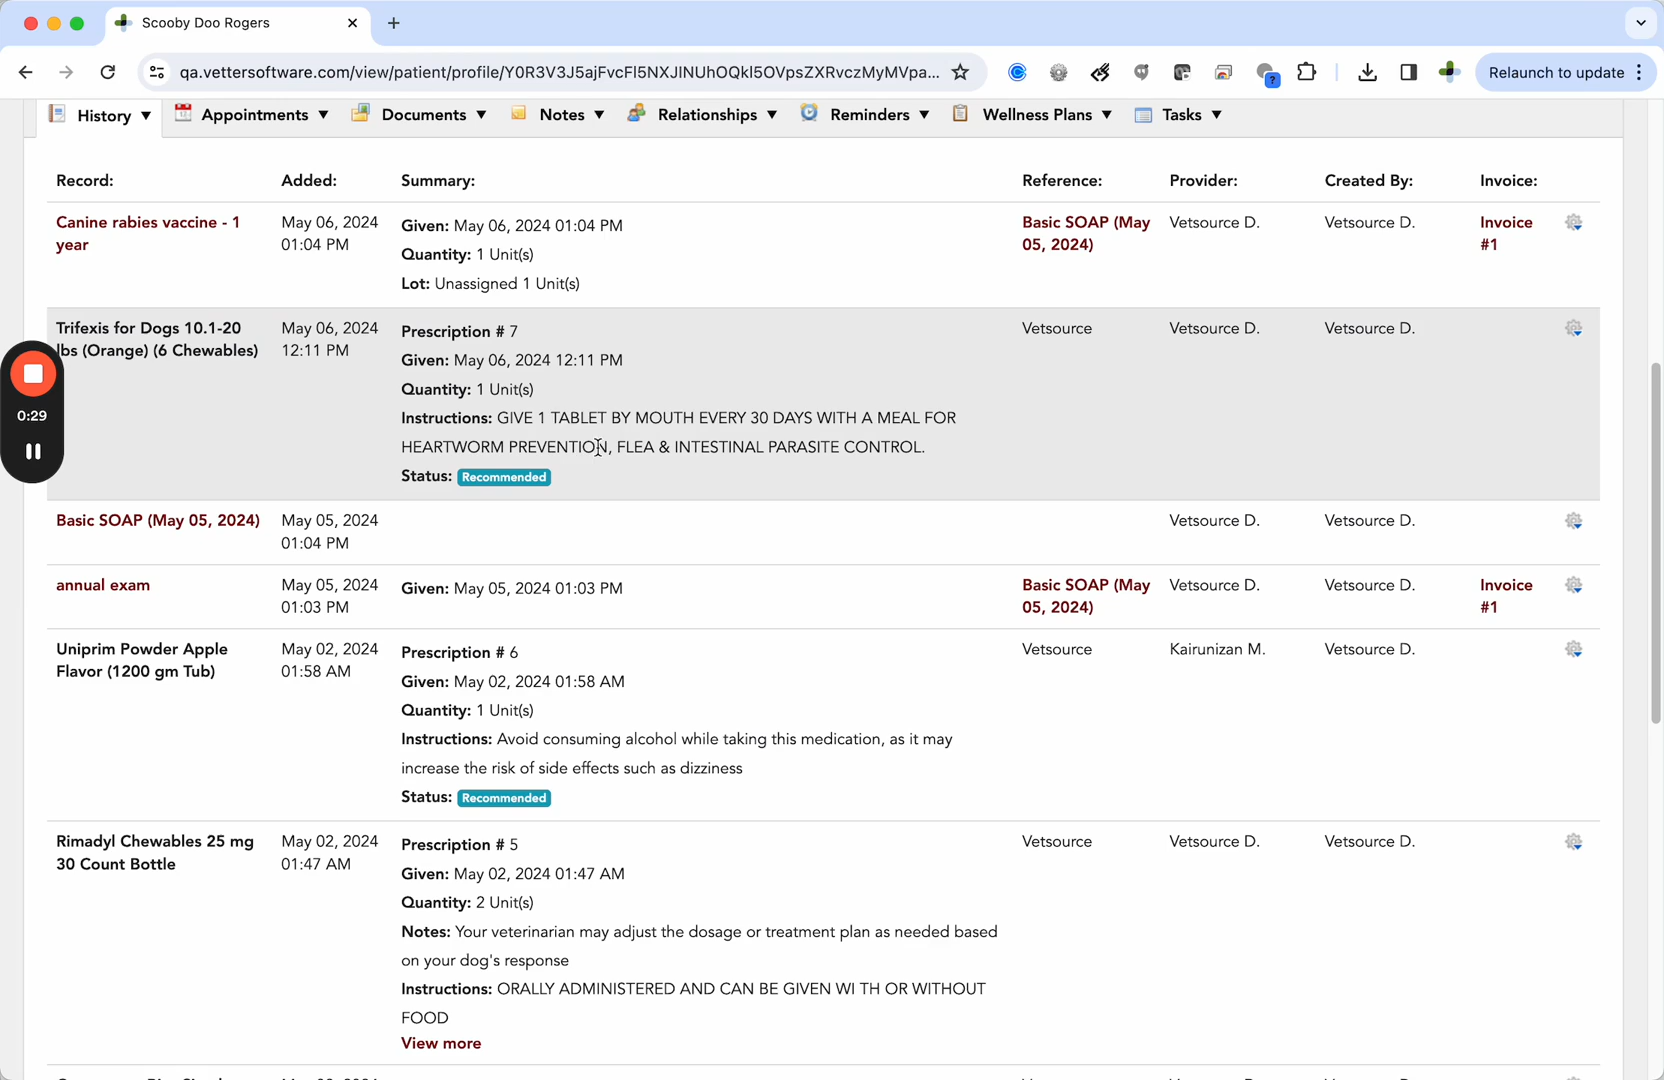 Scooby Doo Rogers
qa.vettersoftware.com/view/patient/profile/Y0R3V3J5ajFvcFI5NXJINUhOQkI5OVpsZXRvczMyMVpa...
Relaunch to update
History ▼ Appointments ▼ Documents ▼ Notes ▼ Relationships ▼ Reminders ▼ Wellness Plans ▼ Tasks ▼
Record: Added: Summary: Reference: Provider: Created By: Invoice:
Canine rabies vaccine - 1 May 06, 2024 Given: May 06, 2024 01:04 PM Basic SOAP (May Vetsource D. Vetsource D. Invoice
year 01:04 PM 05, 2024) #1
Quantity: 1 Unit(s)
Lot: Unassigned 1 Unit(s)
Trifexis for Dogs 10.1-20 May 06, 2024 Prescription # 7 Vetsource Vetsource D. Vetsource D.
lbs (Orange) (6 Chewables) 12:11 PM Given: May 06, 2024 12:11 PM
Quantity: 1 Unit(s)
0:29
Instructions: GIVE 1 TABLET BY MOUTH EVERY 30 DAYS WITH A MEAL FOR
HEARTWORM PREVENTION, FLEA & INTESTINAL PARASITE CONTROL.
Status: Recommended
Basic SOAP (May 05, 2024) May 05, 2024 Vetsource D. Vetsource D.
01:04 PM
annual exam May 05, 2024 Given: May 05, 2024 01:03 PM Basic SOAP (May Vetsource D. Vetsource D. Invoice
01:03 PM 05, 2024) #1
Uniprim Powder Apple May 02, 2024 Prescription # 6 Vetsource Kairunizan M. Vetsource D.
Flavor (1200 gm Tub) 01:58 AM Given: May 02, 2024 01:58 AM
Quantity: 1 Unit(s)
Instructions: Avoid consuming alcohol while taking this medication, as it may
increase the risk of side effects such as dizziness
Status: Recommended
Rimadyl Chewables 25 mg May 02, 2024 Prescription # 5 Vetsource Vetsource D. Vetsource D.
30 Count Bottle 01:47 AM Given: May 02, 2024 01:47 AM
Quantity: 2 Unit(s)
Notes: Your veterinarian may adjust the dosage or treatment plan as needed based
on your dog's response
Instructions: ORALLY ADMINISTERED AND CAN BE GIVEN WI TH OR WITHOUT
FOOD
View more